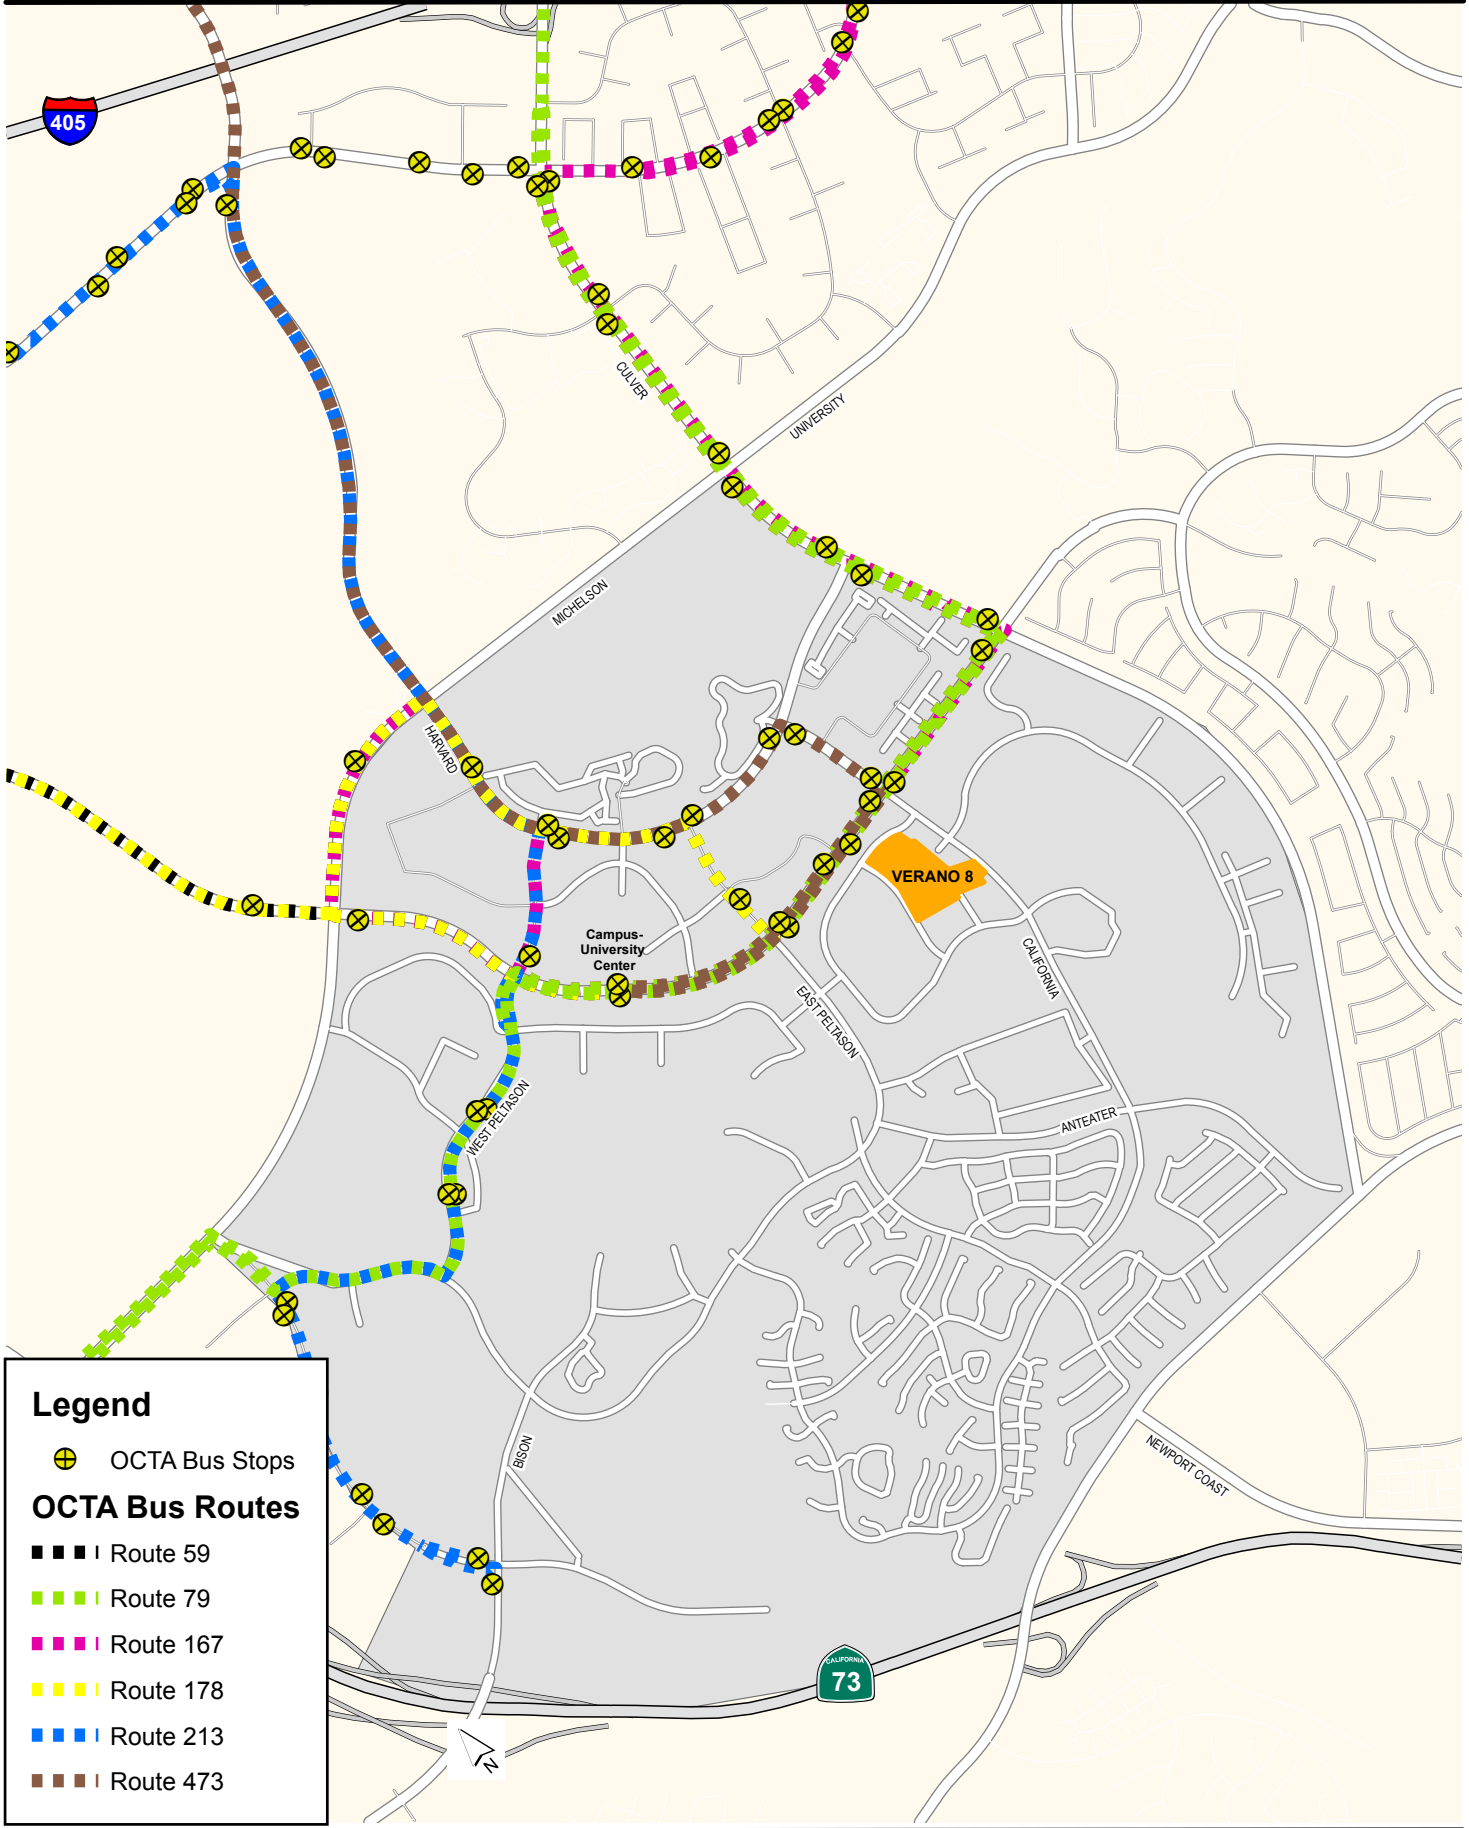 405
CULVER
UNIVERSITY
MICHELSON
HARVARD
VERANO 8
Campus-
University
Center
CALIFORNIA
EAST PELTASON
WEST PELTASON
ANTEATER
BISON
NEWPORT COAST
CALIFORNIA
73
N
Legend
OCTA Bus Stops
OCTA Bus Routes
Route 59
Route 79
Route 167
Route 178
Route 213
Route 473